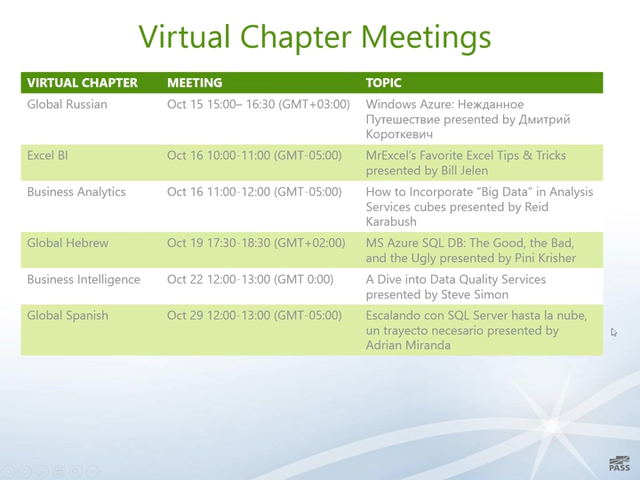 Virtual Chapter Meetings
VIRTUAL CHAPTER MEETING TOPIC
Global Russian Oct 15 15:00– 16:30 (GMT+03:00) Windows Azure: Нежданное
Путешествие presented by Дмитрий
Короткевич
Excel BI Oct 16 10:00-11:00 (GMT-05:00) MrExcel's Favorite Excel Tips & Tricks
presented by Bill Jelen
Business Analytics Oct 16 11:00-12:00 (GMT-05:00) How to Incorporate “Big Data” in Analysis
Services cubes presented by Reid
Karabush
Global Hebrew Oct 19 17:30-18:30 (GMT+02:00) MS Azure SQL DB: The Good, the Bad,
and the Ugly presented by Pini Krisher
Business Intelligence Oct 22 12:00-13:00 (GMT 0:00) A Dive into Data Quality Services
presented by Steve Simon
Global Spanish Oct 29 12:00-13:00 (GMT-05:00) Escalando con SQL Server hasta la nube,
un trayecto necesario presented by
Adrian Miranda
PASS